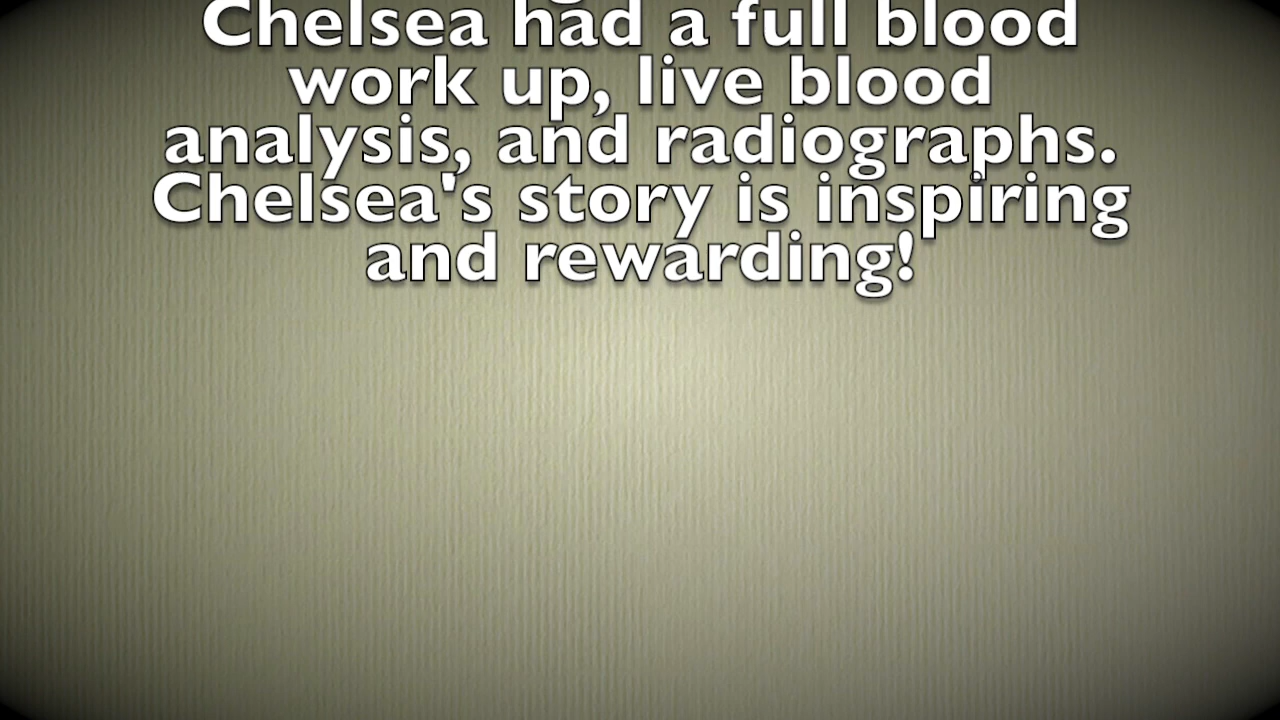 Chelsea had a full blood
work up, live blood
analysis, and radiographs.
Chelsea's story is inspiring
and rewarding!